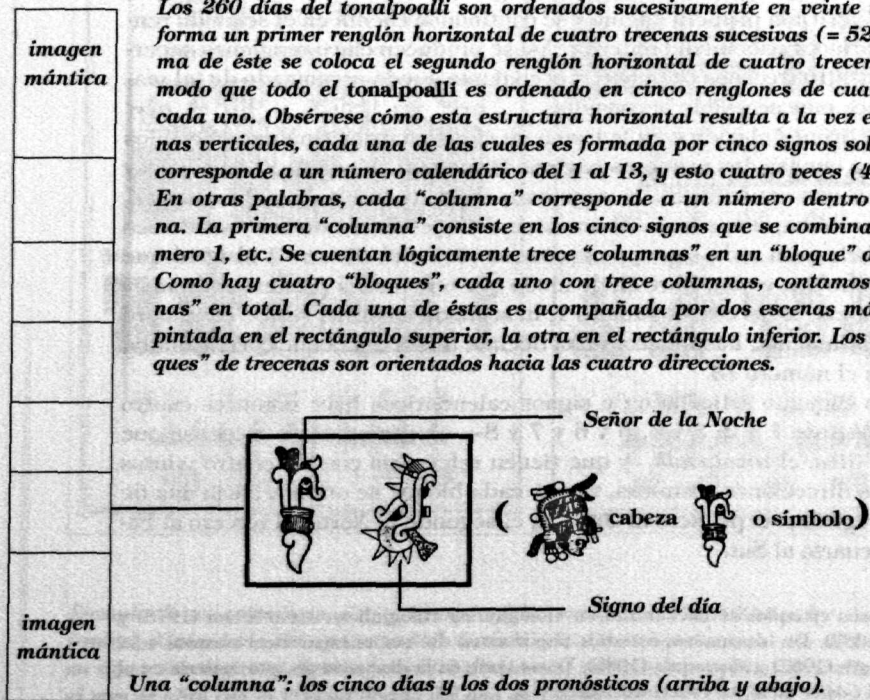 Los 260 días del tonalpoalli son ordenados sucesivamente en veinte
forma un primer renglón horizontal de cuatro trecenas sucesivas (= 52
ma de éste se coloca el segundo renglón horizontal de cuatro
modo que todo el tonalpoalli es ordenado en cinco renglones de
cada uno. Obsérvese cómo esta estructura horizontal resulta a la vez
nas verticales, cada una de las cuales es formada por cinco signos
corresponde a un número calendárico del 1 al 13, y esto cuatro veces (4
En otras palabras, cada “columna” corresponde a un número dentro
na. La primera “columna” consiste en los cinco signos que se
mero 1, etc. Se cuentan lógicamente trece “columnas” en un “bloque”
Como hay cuatro “bloques”, cada uno con trece columnas, contamos
nas” en total. Cada una de éstas es acompañada por dos escenas
pintada en el rectángulo superior, la otra en el rectángulo inferior. Los
ques” de trecenas son orientados hacia las cuatro direcciones.
imagen
mántica
Señor de la Noche
( cabeza o símbolo)
Signo del día
imagen
mántica
Una “columna”: los cinco días y los dos pronósticos (arriba y abajo).